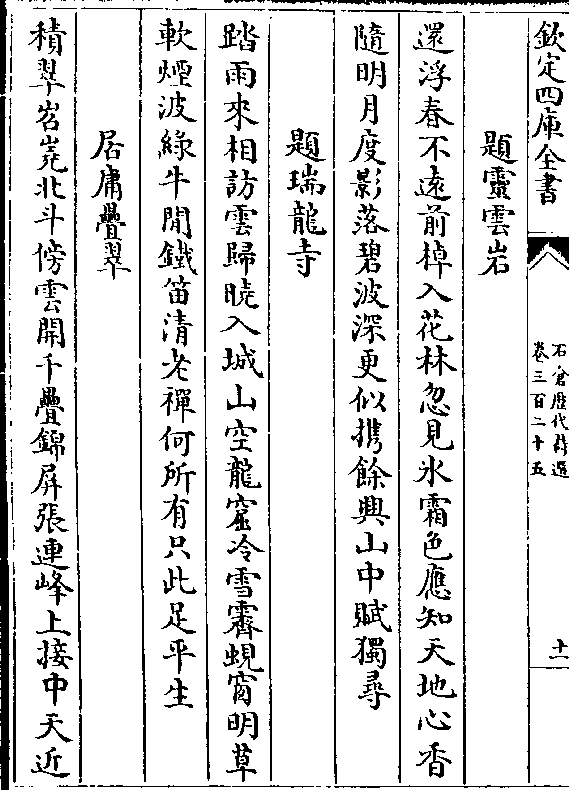 欽定四庫全書
石倉歷代詩選
卷三百二十五
十一
題靈雲岩
還浮春不遠前棹入花林忽見氷霜色應知天地心香
隨明月度影落碧波深更似携餘興山中賦獨尋
題瑞龍寺
踏雨來相訪雲歸曉入城山空龍窟冷雪霽蜆窗明草
軟煙波綠牛閒鐵笛清老禪何所有只此足平生
居庸疊翠
積翠岧嶤北斗傍雲開千疊錦屏張連峰上接中天近